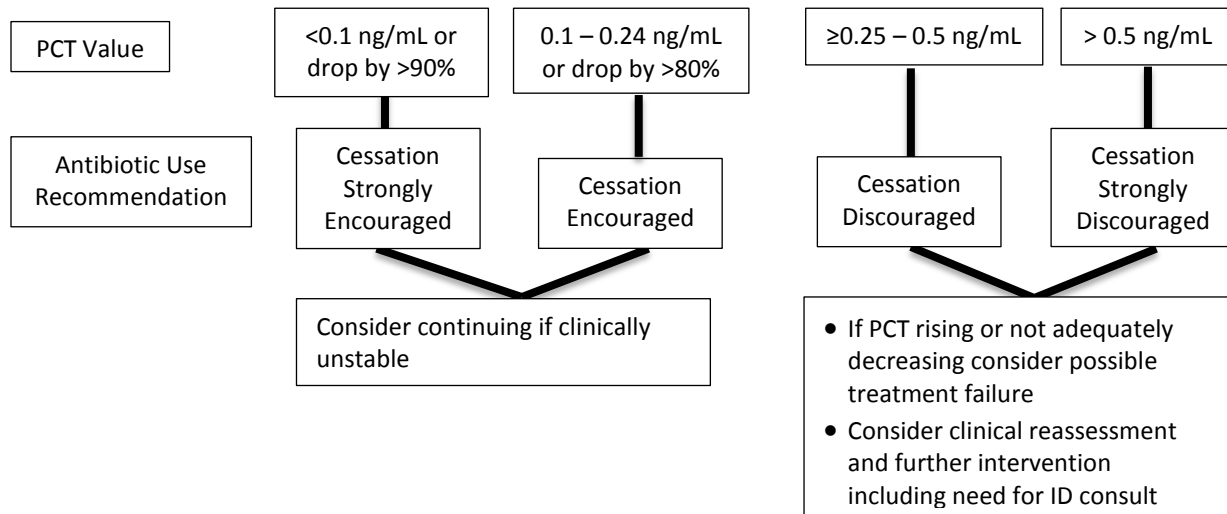 PCT Value
<0.1 ng/mL or
drop by >90%
0.1 – 0.24 ng/mL
or drop by >80%
≥0.25 – 0.5 ng/mL
> 0.5 ng/mL
Antibiotic Use
Recommendation
Cessation
Strongly
Encouraged
Cessation
Encouraged
Cessation
Discouraged
Cessation
Strongly
Discouraged
Consider continuing if clinically
unstable
• If PCT rising or not adequately
decreasing consider possible
treatment failure
• Consider clinical reassessment
and further intervention
including need for ID consult